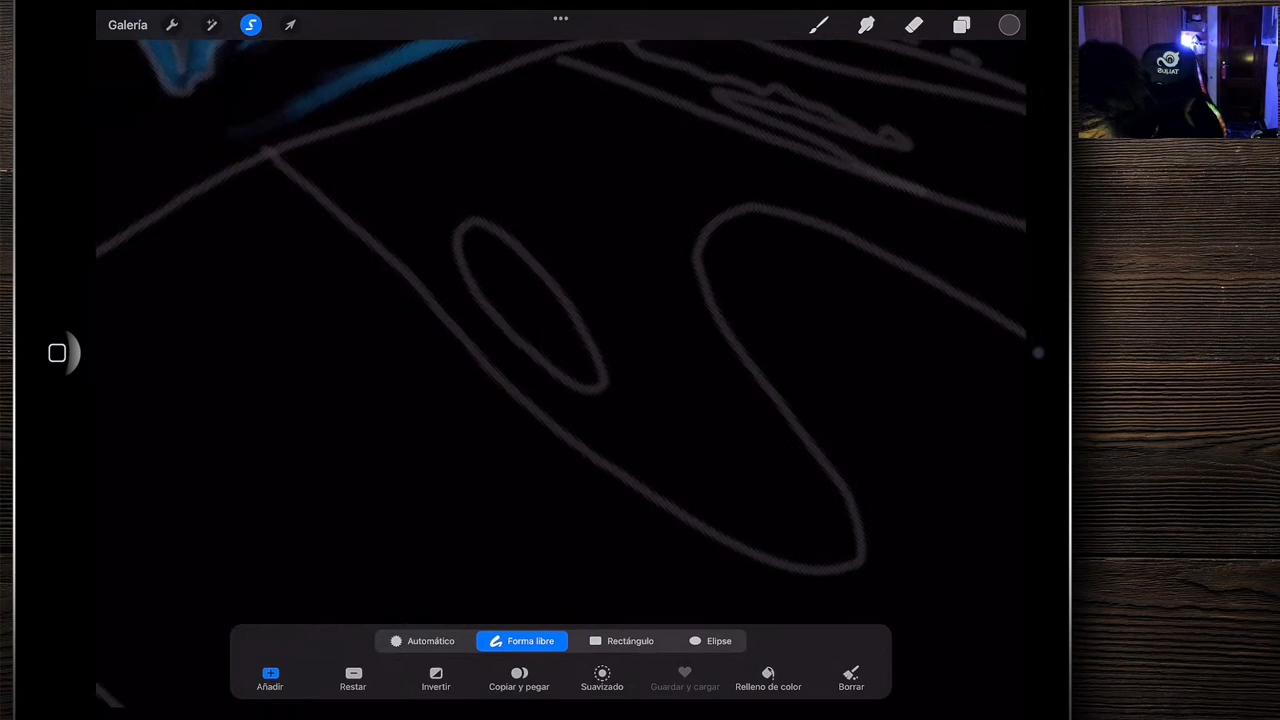 Galería
Automático
Forma libre
Rectángulo
Elipse
Añadir
Restar
Invertir
Copiar y pegar
Suavizado
Guardar y cargar
Relleno de color
Borrar